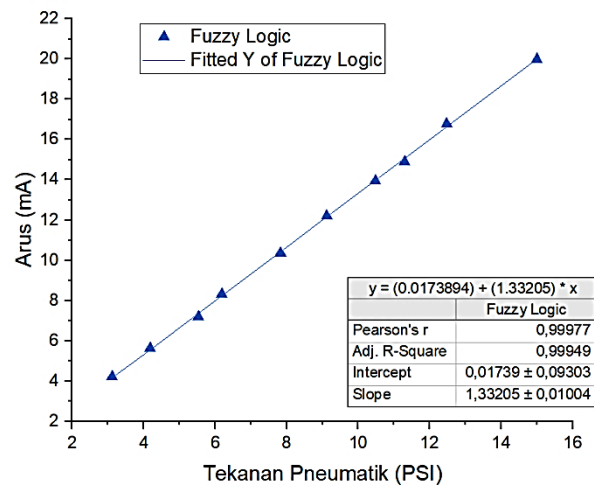 22
20
18
16
14
12
10
8
6
4
2
Arus (mA)
Fuzzy Logic
Fitted Y of Fuzzy Logic
y = (0.0173894) + (1.33205) * x
Fuzzy Logic
Pearson's r 0,99977
Adj. R-Square 0,99949
Intercept 0,01739 ± 0,09303
Slope 1,33205 ± 0,01004
2 4 6 8 10 12 14 16
Tekanan Pneumatik (PSI)